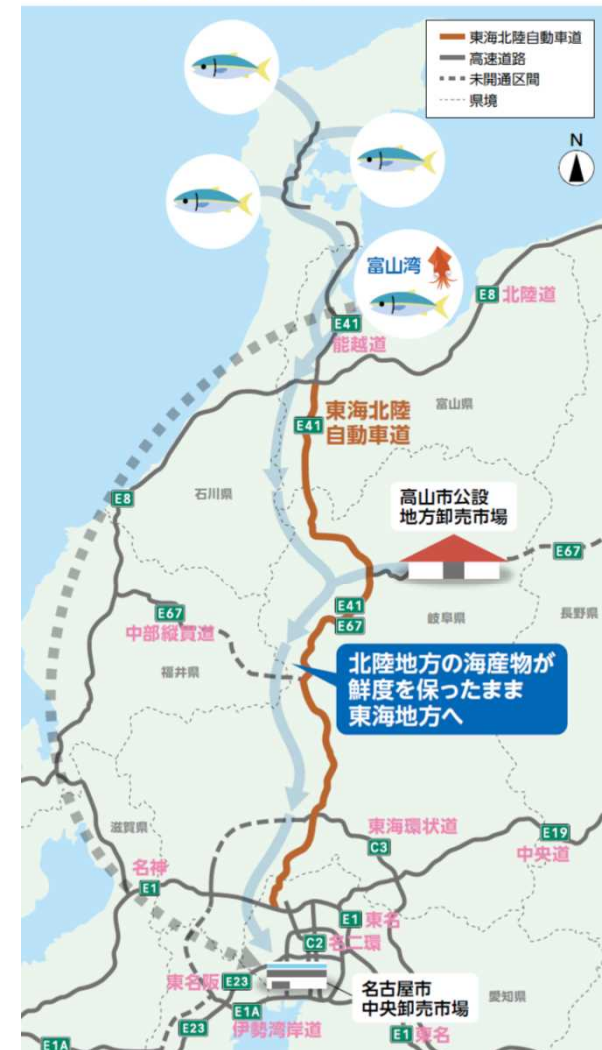 東海北陸自動車道
高速道路
未開通区間
県境
N
富山湾
E8 北陸道
E41
能越道
東海北陸
自動車道
E41
富山県
石川県
E8
高山市公設
地方卸売市場
E67
E67
中部縦貫道
E41
E67
岐阜県
長野県
福井県
北陸地方の海産物が
鮮度を保ったまま
東海地方へ
滋賀県
東海環状道
C3
E19
中央道
名神
E1
E1 東名
C2 名二環
東名阪 E23
名古屋市
中央卸売市場
愛知県
E1A
E23 伊勢湾岸道
E1 東名
E1A